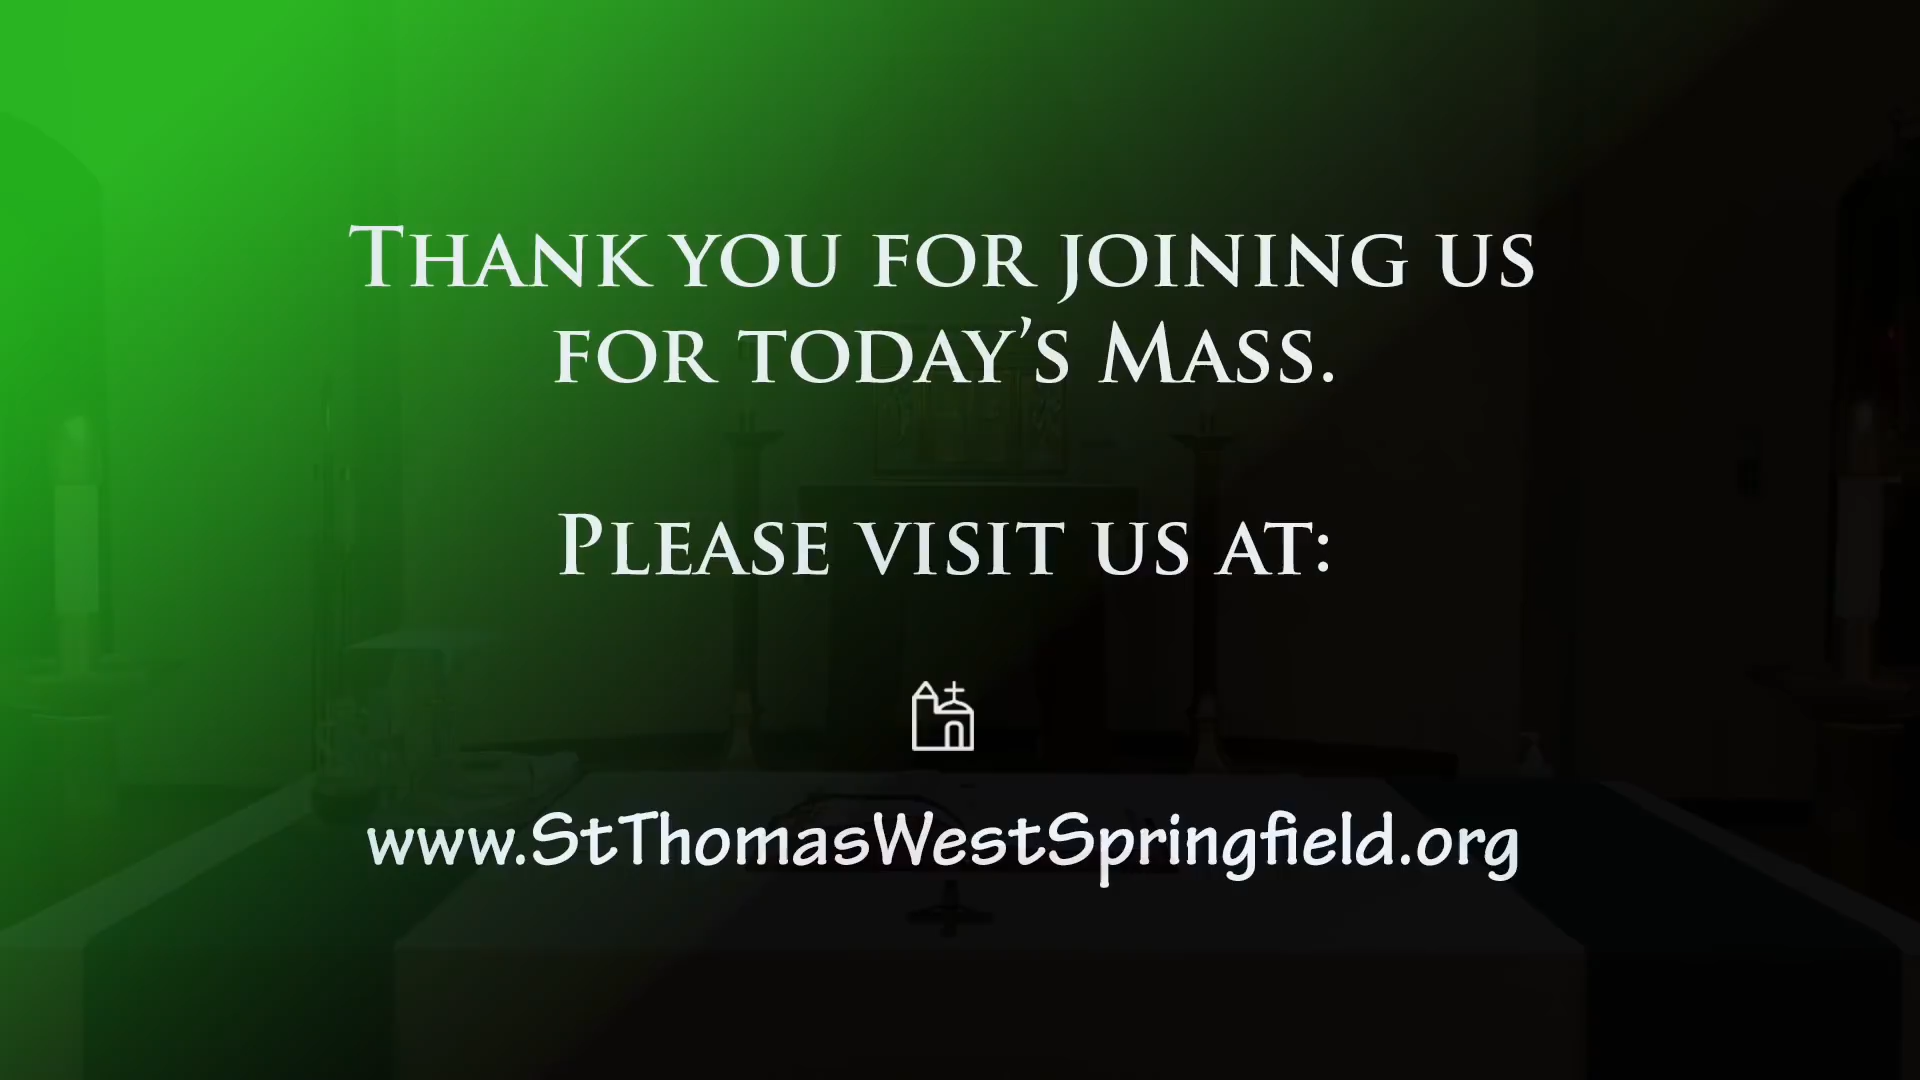 Thank you for joining us
for today’s Mass.
Please visit us at:
www.StThomasWestSpringfield.org